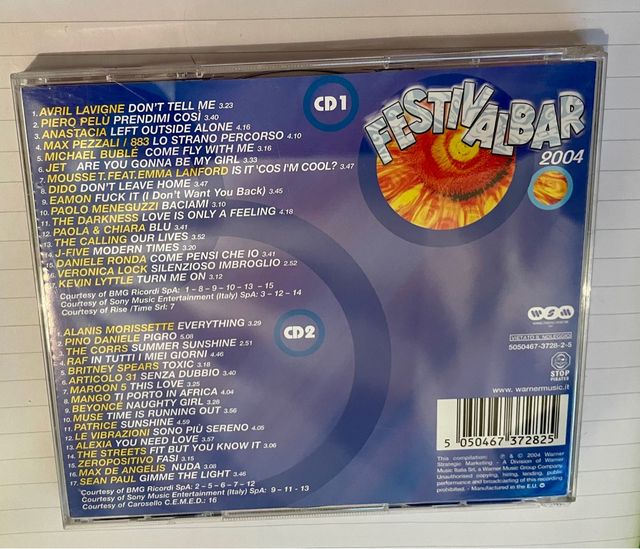 CD1
1. AVRIL LAVIGNE DON'T TELL ME 3.23
2. PIERO PELÙ PRENDIMI COSÌ 3.40
3. ANASTACIA LEFT OUTSIDE ALONE 4.16
4. MAX PEZZALI / 883 LO STRANO PERCORSO 4.10
5. MICHAEL BUBLÉ COME FLY WITH ME 3.16
6. JET ARE YOU GONNA BE MY GIRL 3.33
7. MOUSSE T. FEAT. EMMA LANFORD IS IT 'COS I'M COOL? 3.47
8. DIDO DON'T LEAVE HOME 3.47
9. EAMON FUCK IT (I Don't Want You Back) 3.45
10. PAOLO MENEGUZZI BACIAMI 3.10
11. THE DARKNESS LOVE IS ONLY A FEELING 4.18
12. PAOLA & CHIARA BLU 3.41
13. THE CALLING OUR LIVES 3.52
14. J-FIVE MODERN TIMES 3.20
15. DANIELE RONDA COME PENSI CHE IO 3.41
16. VERONICA LOCK SILENZIOSO IMBROGLIO 2.52
17. KEVIN LYTTLE TURN ME ON 3.12
Courtesy of BMG Ricordi SpA: 1 - 8 - 9 - 10 - 13 - 15
Courtesy of Sony Music Entertainment (Italy) SpA: 3 - 12 - 14
Courtesy of Rise /Time Srl: 7
CD2
1. ALANIS MORISSETTE EVERYTHING 3.29
2. PINO DANIELE PIGRO 5.08
3. THE CORRS SUMMER SUNSHINE 2.51
4. RAF IN TUTTI I MIEI GIORNI 4.46
5. BRITNEY SPEARS TOXIC 3.18
6. ARTICOLO 31 SENZA DUBBIO 3.40
7. MAROON 5 THIS LOVE 3.25
8. MANGO TI PORTO IN AFRICA 4.04
9. BEYONCÉ NAUGHTY GIRL 3.28
10. MUSE TIME IS RUNNING OUT 3.56
11. PATRICE SUNSHINE 4.59
12. LE VIBRAZIONI SONO PIÙ SERENO 4.05
13. ALEXIA YOU NEED LOVE 3.57
14. THE STREETS FIT BUT YOU KNOW IT 3.06
15. ZEROPOSITIVO FASI 3.15
16. MAX DE ANGELIS NUDA 3.08
17. SEAN PAUL GIMME THE LIGHT 3.46
Courtesy of BMG Ricordi SpA: 2 - 5 - 6 - 7 - 12
Courtesy of Sony Music Entertainment (Italy) SpA: 9 - 11 - 13
Courtesy of Carosello C.E.M.E.D.: 16
FESTIVALBAR
2004
wsm
VIETATO IL NOLEGGIO
5050467-3728-2-5
STOP
PIRATES
www.warnermusic.it
5 050467 372825
This compilation: ℗ & © 2004 Warner
Strategic Marketing - A Division of Warner
Music Italia Srl, a Warner Music Group Company.
Unauthorised copying, hiring, lending, public
performance and broadcasting of this recording
prohibited. - Manufactured in the E.U.